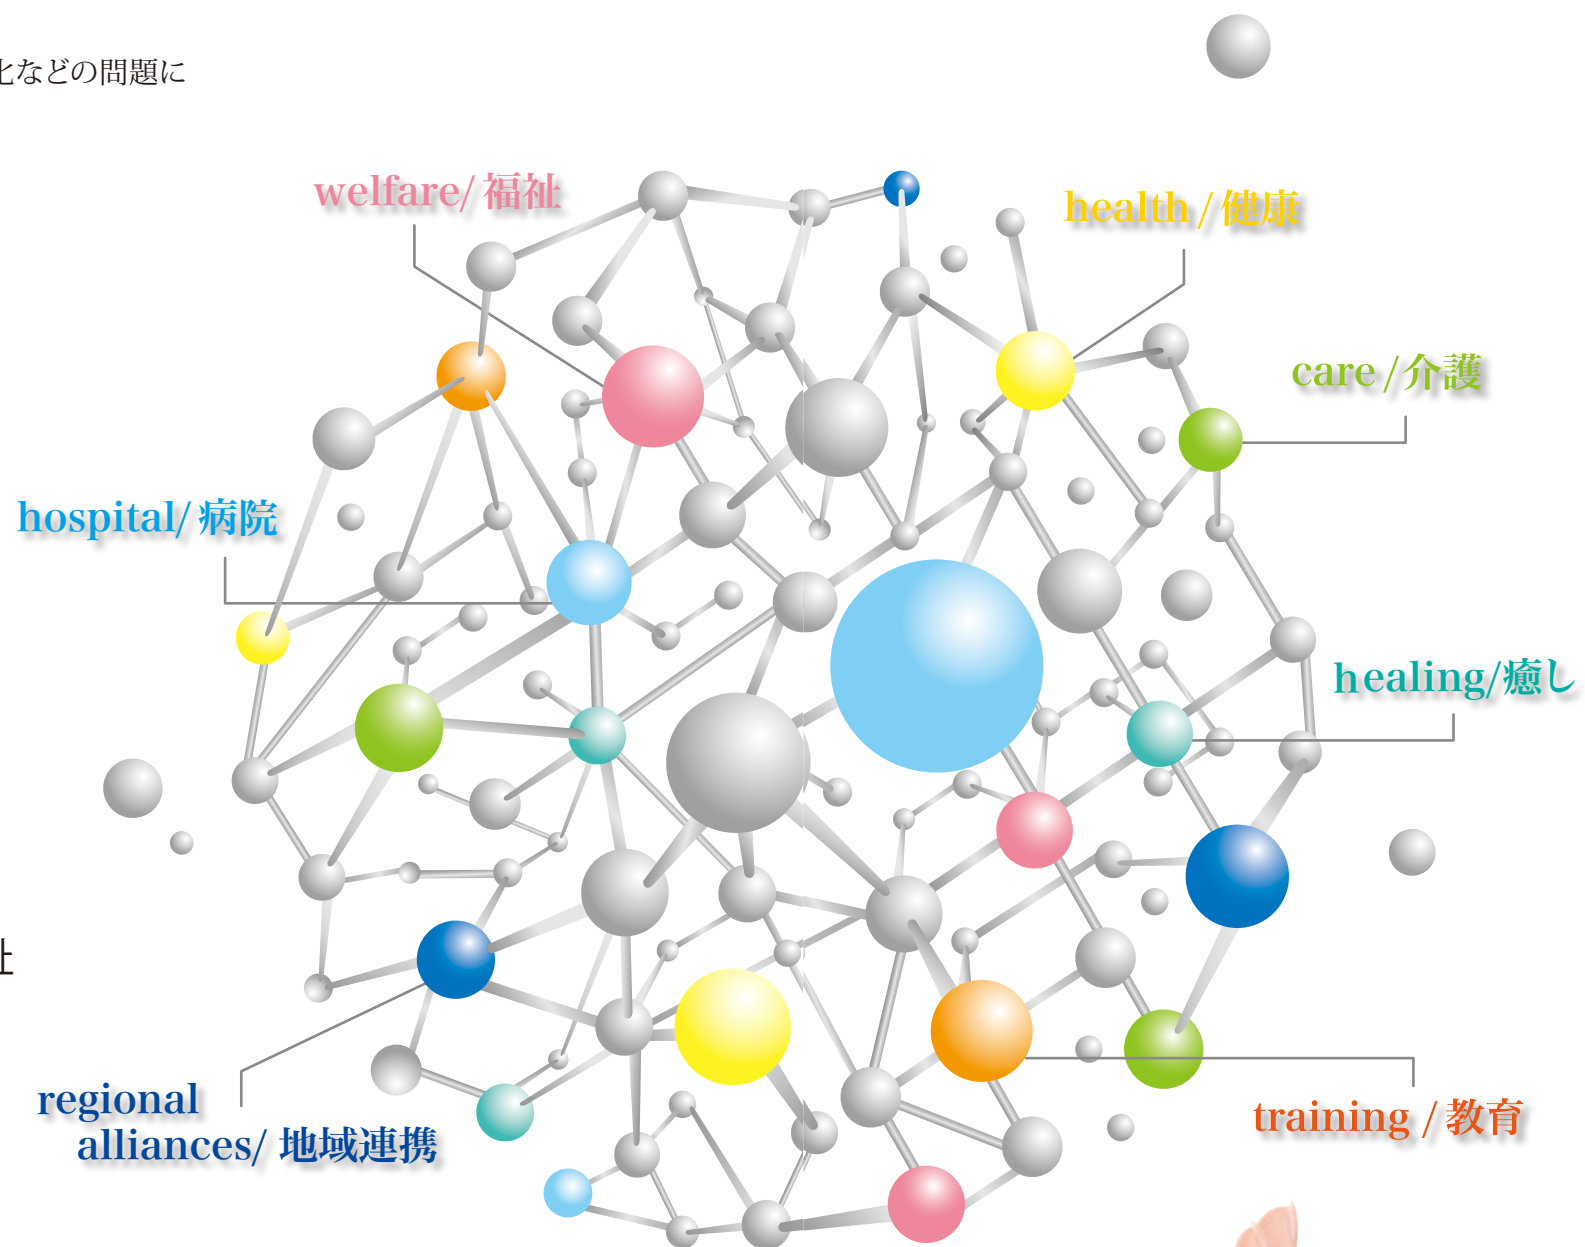 化などの問題に
welfare/福祉
health/健康
care/介護
hospital/病院
healing/癒し
祉
regional
alliances/地域連携
training/教育